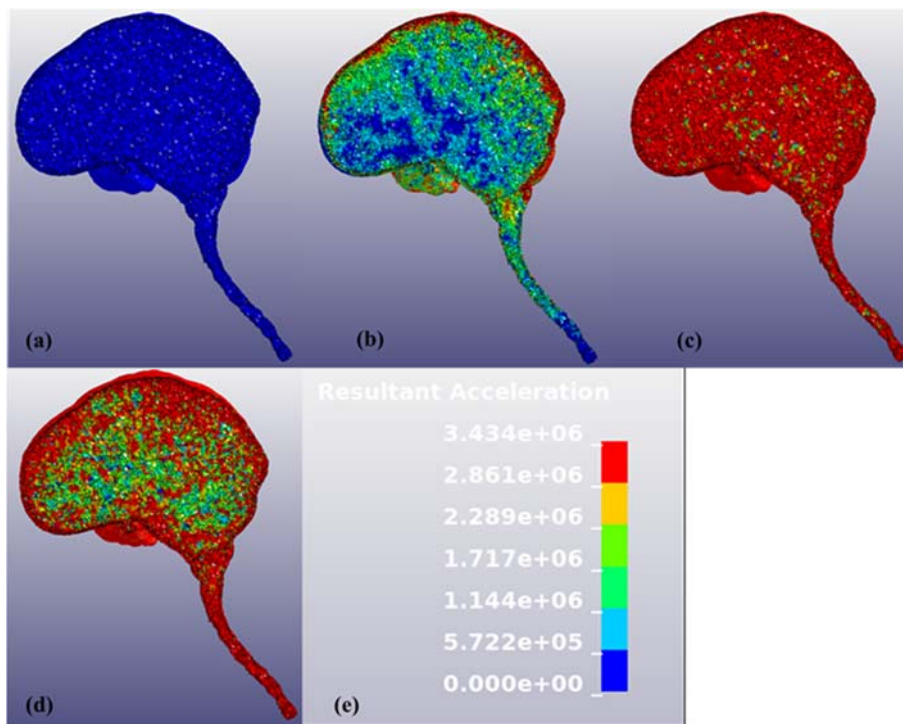 (a)
(b)
(c)
(d)
(e)
Resultant Acceleration
3.434e+06
2.861e+06
2.289e+06
1.717e+06
1.144e+06
5.722e+05
0.000e+00